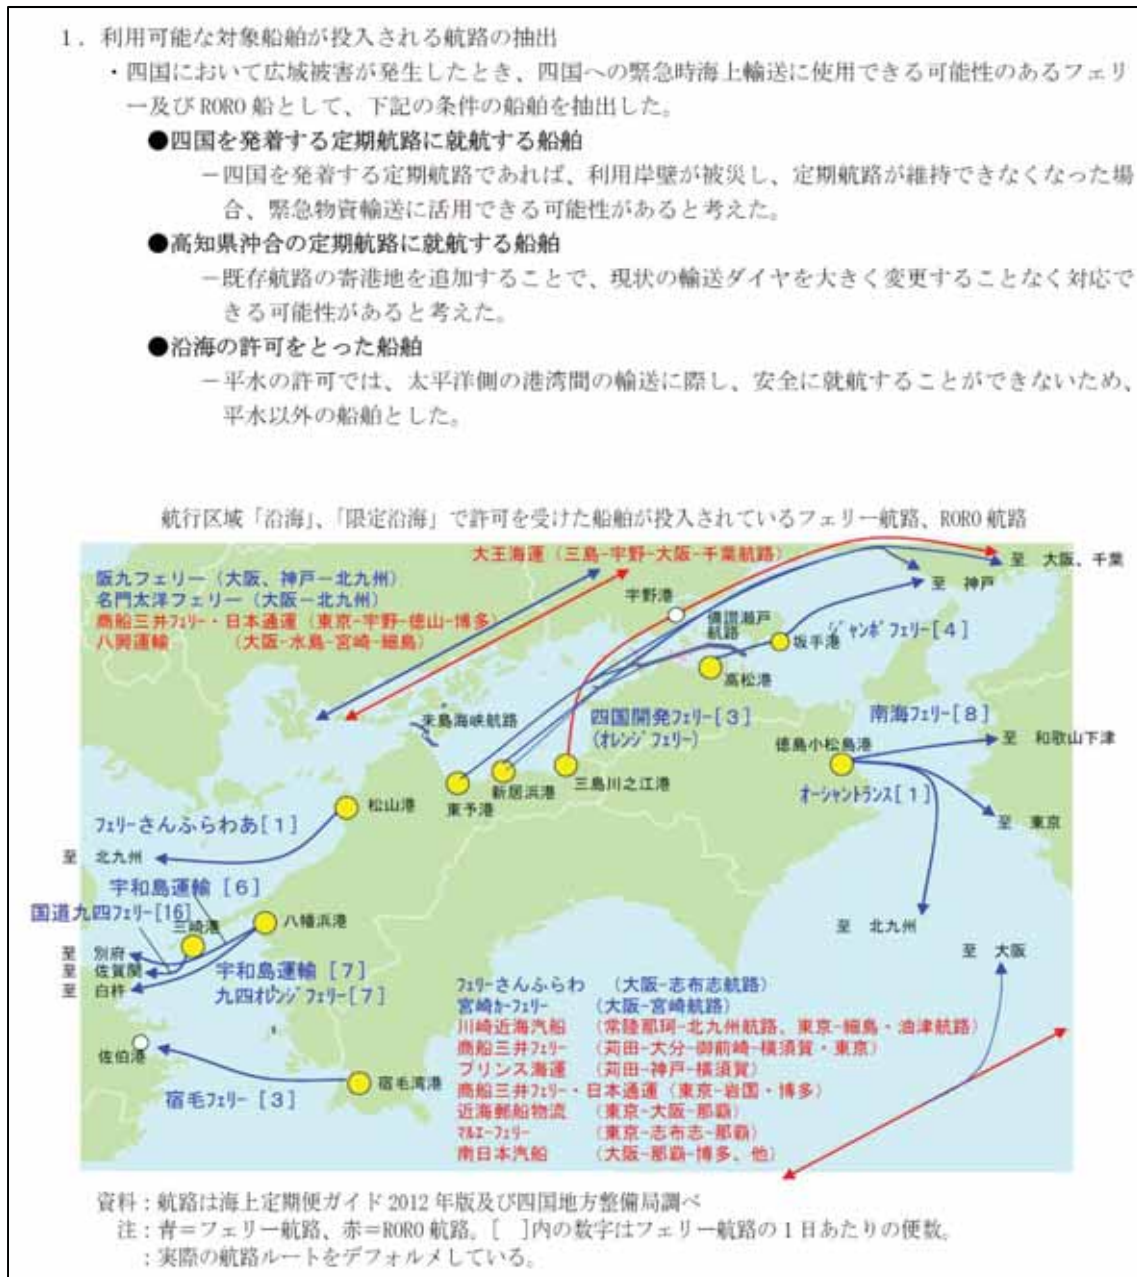 1．利用可能な対象船舶が投入される航路の抽出
・四国において広域被害が発生したとき、四国への緊急時海上輸送に使用できる可能性のあるフェリ
ー及び RORO 船として、下記の条件の船舶を抽出した。
●四国を発着する定期航路に就航する船舶
－四国を発着する定期航路であれば、利用岸壁が被災し、定期航路が維持できなくなった場
合、緊急物資輸送に活用できる可能性があると考えた。
●高知県沖合の定期航路に就航する船舶
－既存航路の寄港地を追加することで、現状の輸送ダイヤを大きく変更することなく対応で
きる可能性があると考えた。
●沿海の許可をとった船舶
－平水の許可では、太平洋側の港湾間の輸送に際し、安全に就航することができないため、
平水以外の船舶とした。
航行区域「沿海」、「限定沿海」で許可を受けた船舶が投入されているフェリー航路、RORO 航路
大王海運（三島-宇野-大阪-千葉航路）
至 大阪、千葉
阪九フェリー（大阪、神戸－北九州）
名門太洋フェリー（大阪－北九州）
商船三井フェリー・日本通運（東京-宇野-徳山-博多）
八興運輸 （大阪-水島-宮崎-細島）
至 神戸
宇野港
備讃瀬戸
航路
坂手港
ジャンボフェリー[4]
高松港
来島海峡航路
四国開発フェリー[3]
(オレンジフェリー)
南海フェリー[8]
徳島小松島港
至 和歌山下津
三島川之江港
新居浜港
東予港
松山港
オーシャントランス[1]
至 東京
フェリーさんふらわあ[1]
至 北九州
宇和島運輸 [6]
国道九四フェリー[16]
三崎港
八幡浜港
至 北九州
至 別府
至 佐賀関
至 臼杵
宇和島運輸 [7]
九四オレンジフェリー[7]
至 大阪
フェリーさんふらわ （大阪-志布志航路）
宮崎カーフェリー （大阪-宮崎航路）
川崎近海汽船 （常陸那珂-北九州航路、東京-細島・油津航路）
商船三井フェリー （苅田-大分-御前崎-横須賀・東京）
プリンス海運 （苅田-神戸-横須賀）
商船三井フェリー・日本通運（東京-岩国・博多）
近海郵船物流 （東京-大阪-那覇）
マルエーフェリー （東京-志布志-那覇）
南日本汽船 （大阪-那覇-博多、他）
佐伯港
宿毛湾港
宿毛フェリー [3]
資料：航路は海上定期便ガイド 2012 年版及び四国地方整備局調べ
注：青＝フェリー航路、赤＝RORO 航路。［ ］内の数字はフェリー航路の 1 日あたりの便数。
：実際の航路ルートをデフォルメしている。